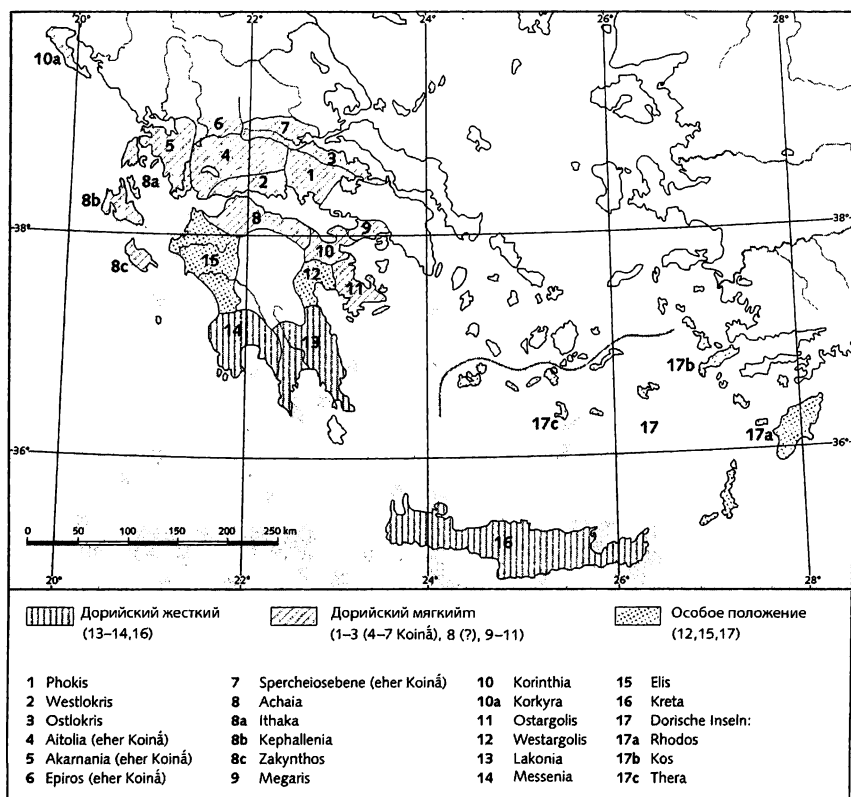 20° 22° 24° 26° 28°
10a
6 7
5 4 3
8a 2 1
8b
38° 38°
8 9
8c 10
15 12
11
14 13
17b
17c 17 17a
36° 36°
0 50 100 150 200 250 km
16
20° 22° 24° 26° 28°
Дорийский жесткий
(13–14,16)
Дорийский мягкийm
(1–3 (4–7 Koinā́), 8 (?), 9–11)
Особое положение
(12,15,17)
1 Phokis
2 Westlokris
3 Ostlokris
4 Aitolia (eher Koinā́)
5 Akarnania (eher Koinā́)
6 Epiros (eher Koinā́)
7 Spercheiosebene (eher Koinā́)
8 Achaia
8a Ithaka
8b Kephallenia
8c Zakynthos
9 Megaris
10 Korinthia
10a Korkyra
11 Ostargolis
12 Westargolis
13 Lakonia
14 Messenia
15 Elis
16 Kreta
17 Dorische Inseln:
17a Rhodos
17b Kos
17c Thera